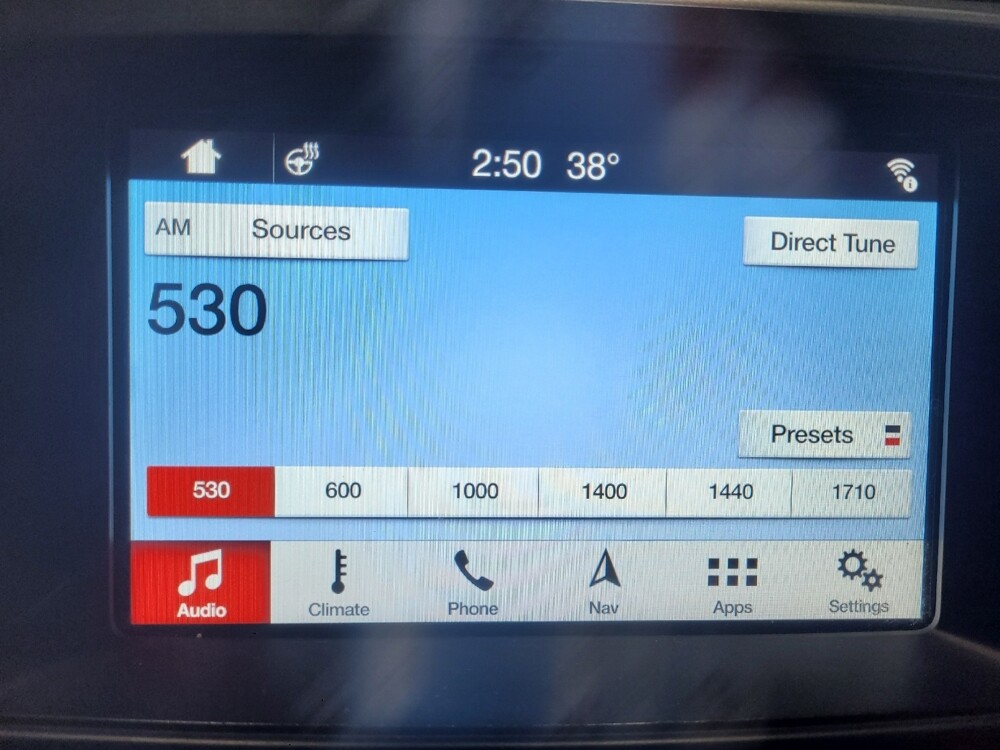 2:50 38°
AM Sources
Direct Tune
530
Presets
530 600 1000 1400 1440 1710
Audio Climate Phone Nav Apps Settings